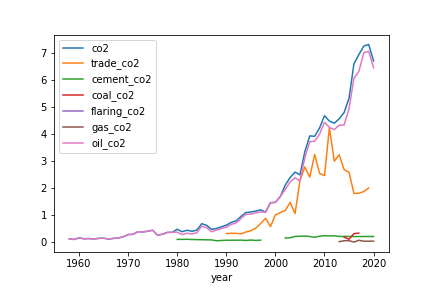 co2
trade_co2
cement_co2
coal_co2
flaring_co2
gas_co2
oil_co2
7
6
5
4
3
2
1
0
1960 1970 1980 1990 2000 2010 2020
year